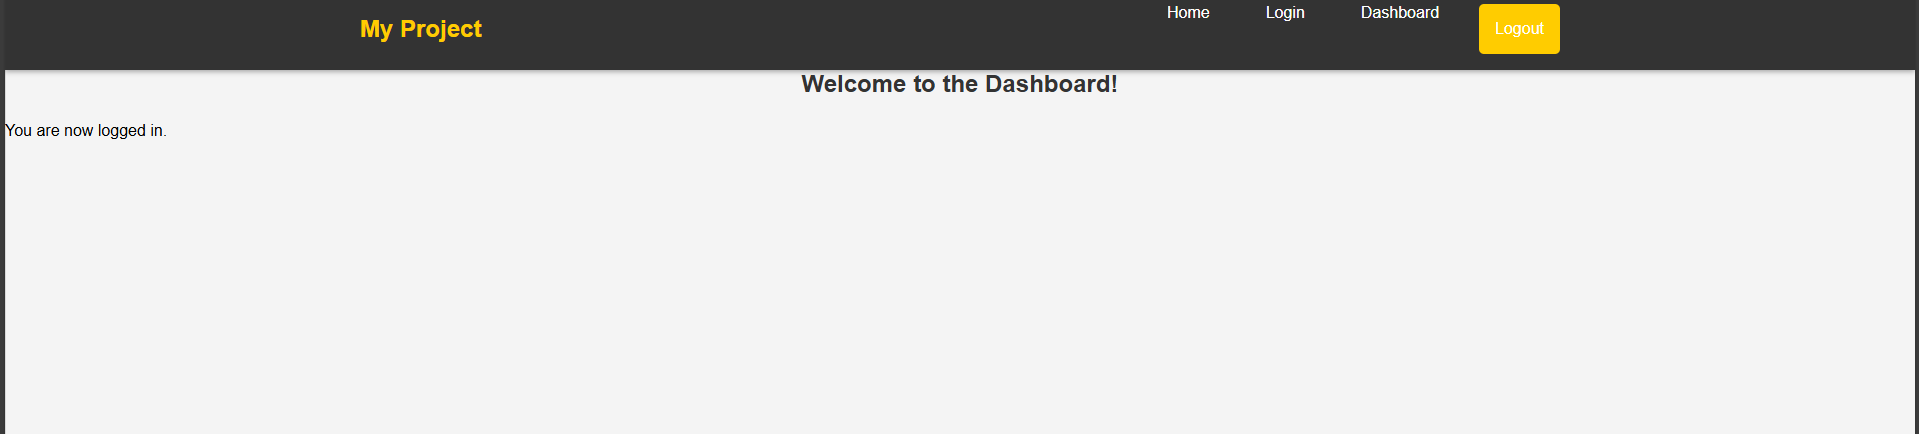 My Project
Home Login Dashboard Logout
Welcome to the Dashboard!
You are now logged in.